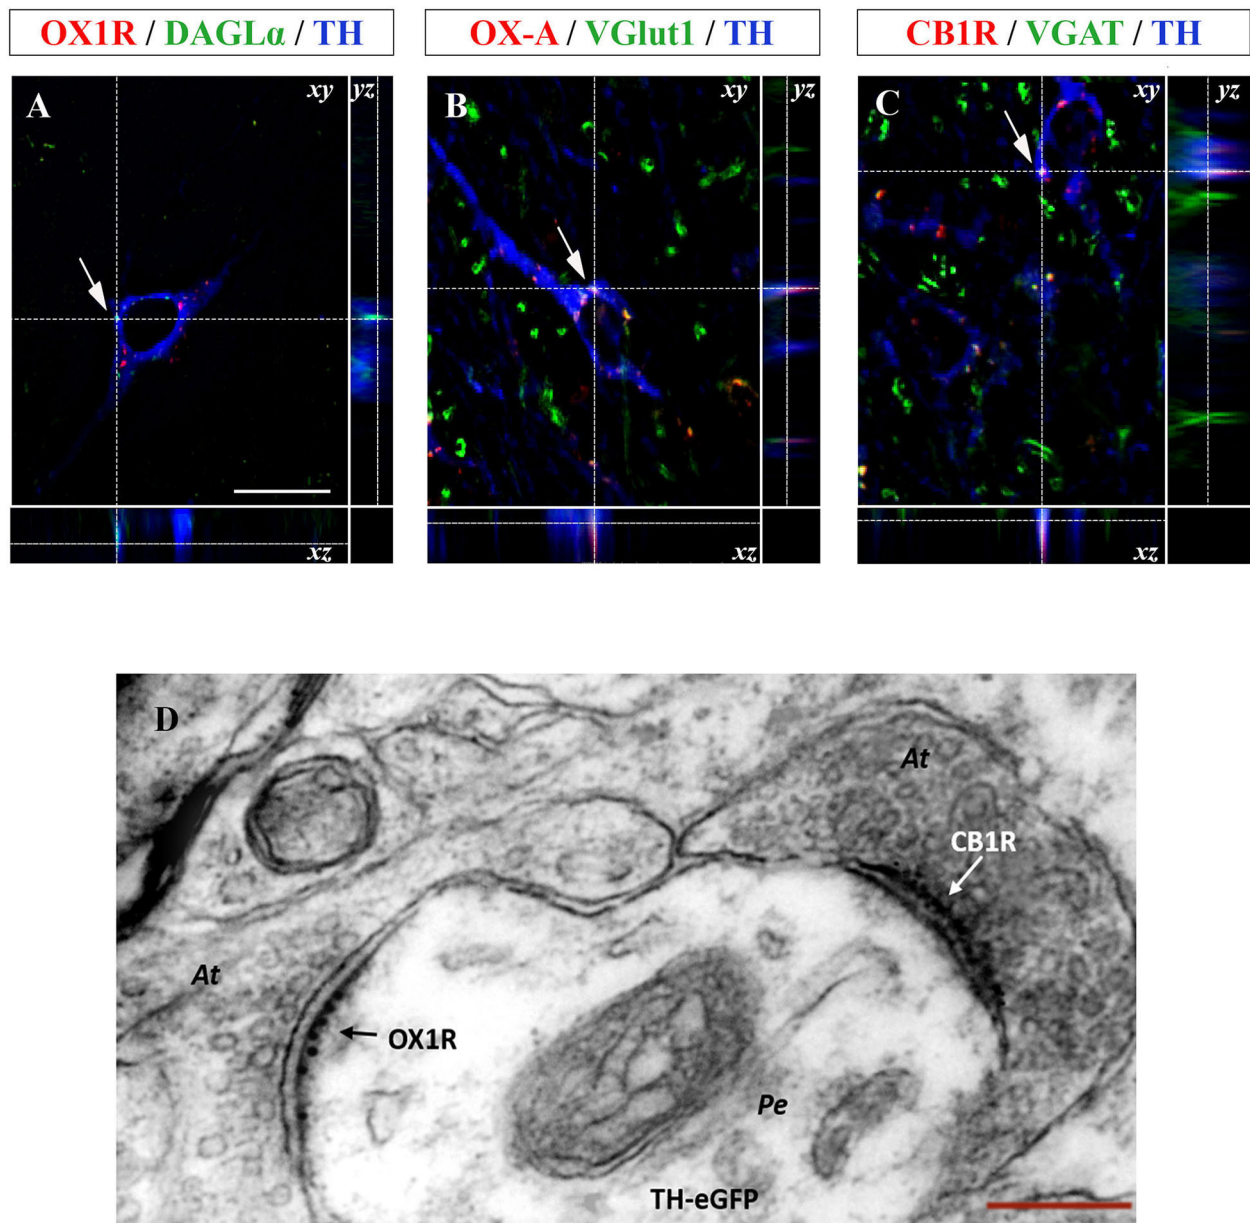 OX1R / DAGLα / TH
OX-A / VGlut1 / TH
CB1R / VGAT / TH
A
xy
yz
xz
B
xy
yz
xz
C
xy
yz
xz
D
At
CB1R
At
OX1R
Pe
TH-eGFP